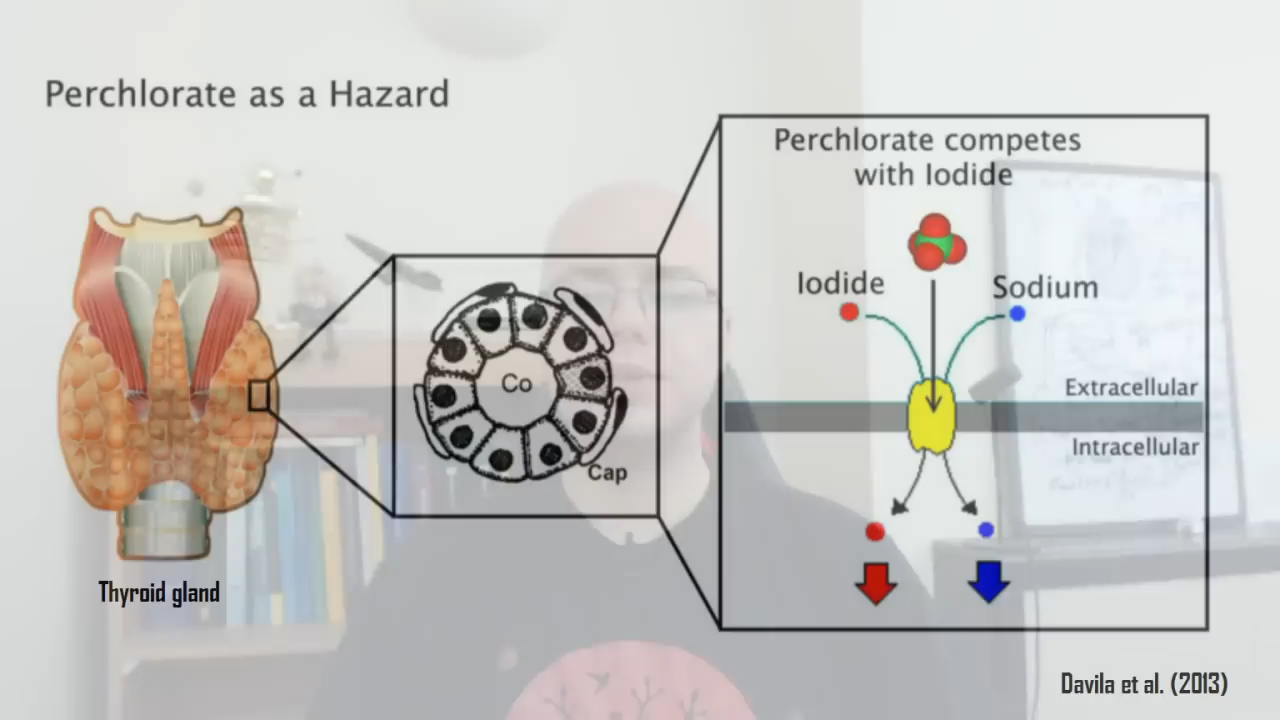 Perchlorate as a Hazard
Perchlorate competes
with Iodide
Iodide
Sodium
Extracellular
Intracellular
Co
Cap
Thyroid gland
Davila et al. (2013)